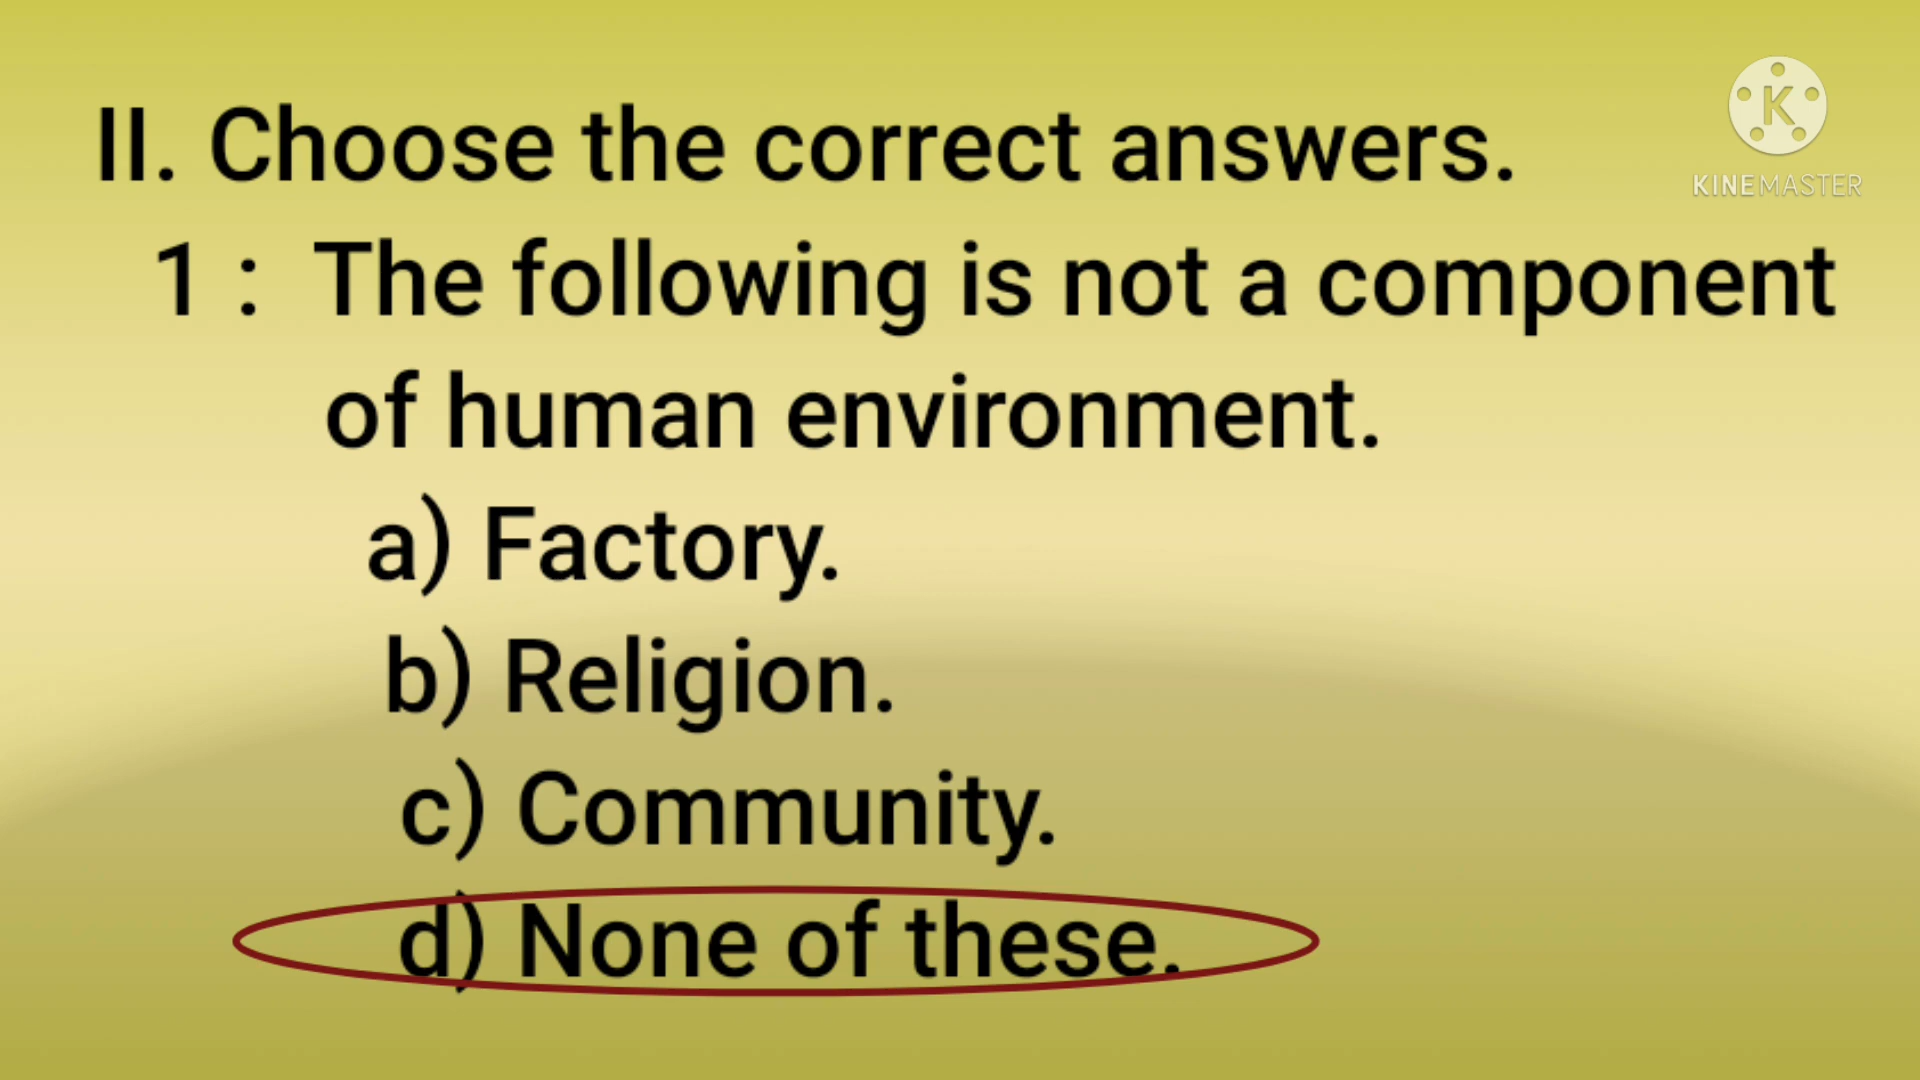 II. Choose the correct answers.
1 : The following is not a component
of human environment.
a) Factory.
b) Religion.
c) Community.
d) None of these.
K
KINEMASTER